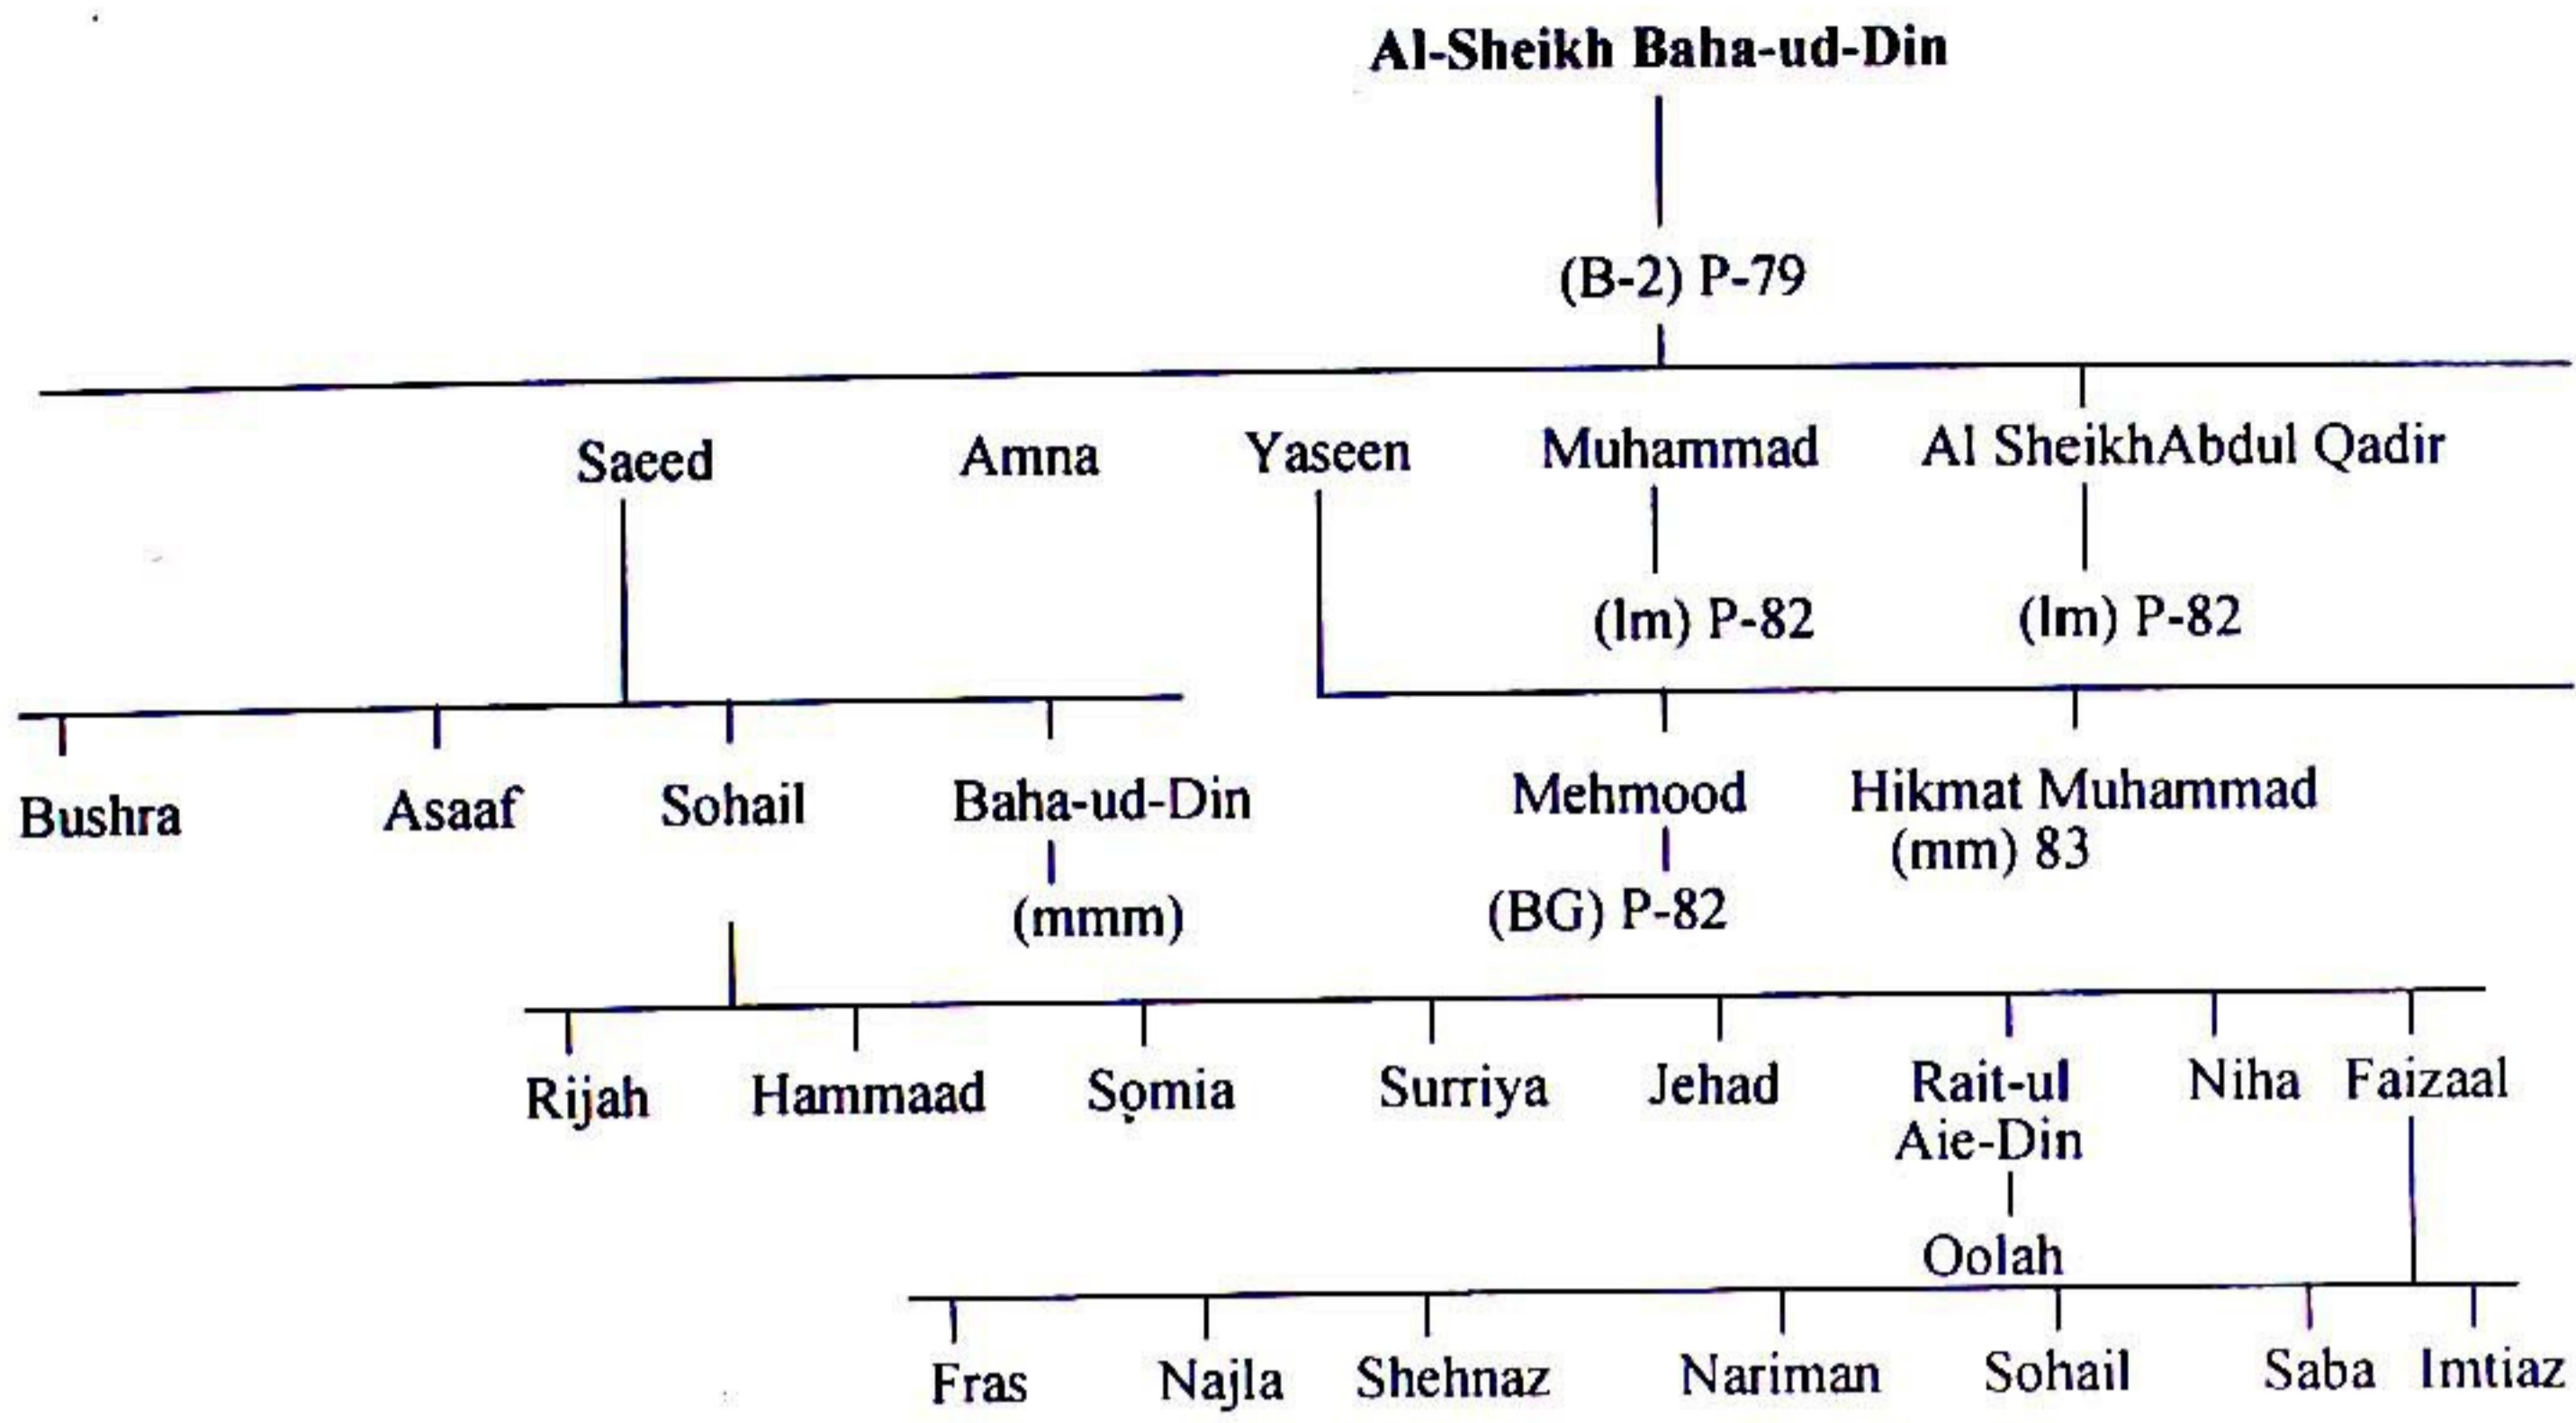 Al-Sheikh Baha-ud-Din
(B-2) P-79
Saeed Amna Yaseen Muhammad Al SheikhAbdul Qadir
(lm) P-82 (lm) P-82
Bushra Asaaf Sohail Baha-ud-Din Mehmood Hikmat Muhammad
(mm) 83
(mmm) (BG) P-82
Rijah Hammaad Somia Surriya Jehad Rait-ul Niha Faizaal
Aie-Din
Oolah
Fras Najla Shehnaz Nariman Sohail Saba Imtiaz